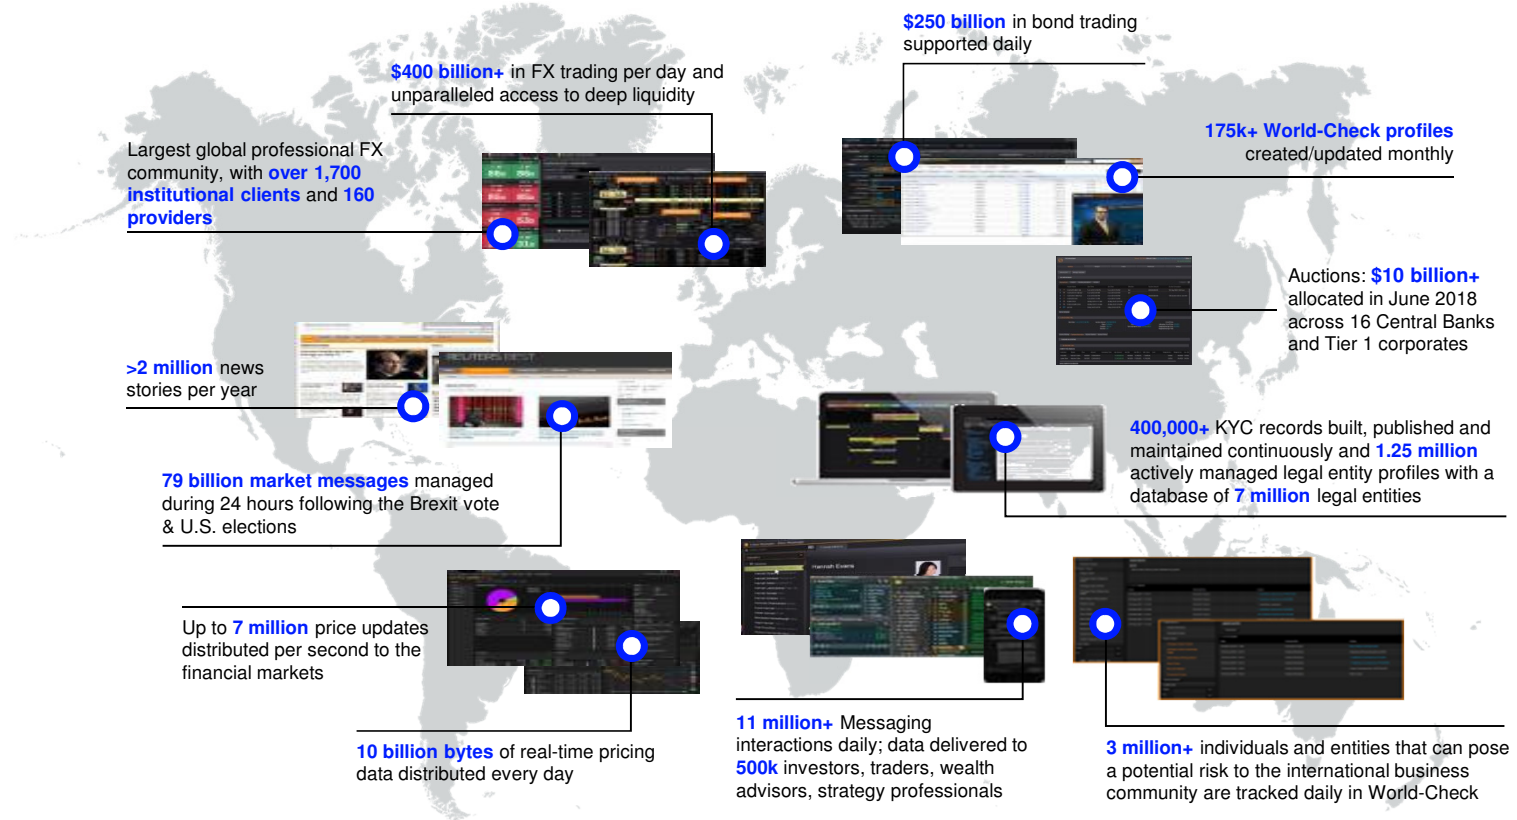 $250 billion in bond trading
supported daily
$400 billion+ in FX trading per day and
unparalleled access to deep liquidity
175k+ World-Check profiles
created/updated monthly
Largest global professional FX
community, with over 1,700
institutional clients and 160
providers
Auctions: $10 billion+
allocated in June 2018
across 16 Central Banks
and Tier 1 corporates
>2 million news
stories per year
REUTERS BEST
400,000+ KYC records built, published and
maintained continuously and 1.25 million
actively managed legal entity profiles with a
database of 7 million legal entities
79 billion market messages managed
during 24 hours following the Brexit vote
& U.S. elections
Hannah Evans
Up to 7 million price updates
distributed per second to the
financial markets
10 billion bytes of real-time pricing
data distributed every day
11 million+ Messaging
interactions daily; data delivered to
500k investors, traders, wealth
advisors, strategy professionals
3 million+ individuals and entities that can pose
a potential risk to the international business
community are tracked daily in World-Check